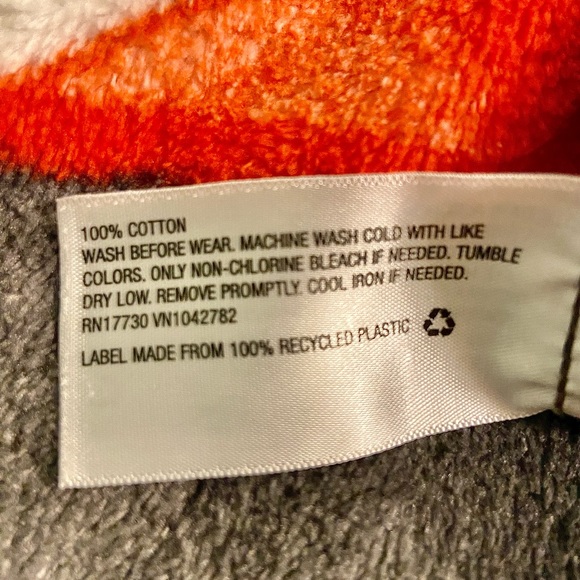 100% COTTON
WASH BEFORE WEAR. MACHINE WASH COLD WITH LIKE
COLORS. ONLY NON-CHLORINE BLEACH IF NEEDED. TUMBLE
DRY LOW. REMOVE PROMPTLY. COOL IRON IF NEEDED.
RN17730 VN1042782
LABEL MADE FROM 100% RECYCLED PLASTIC